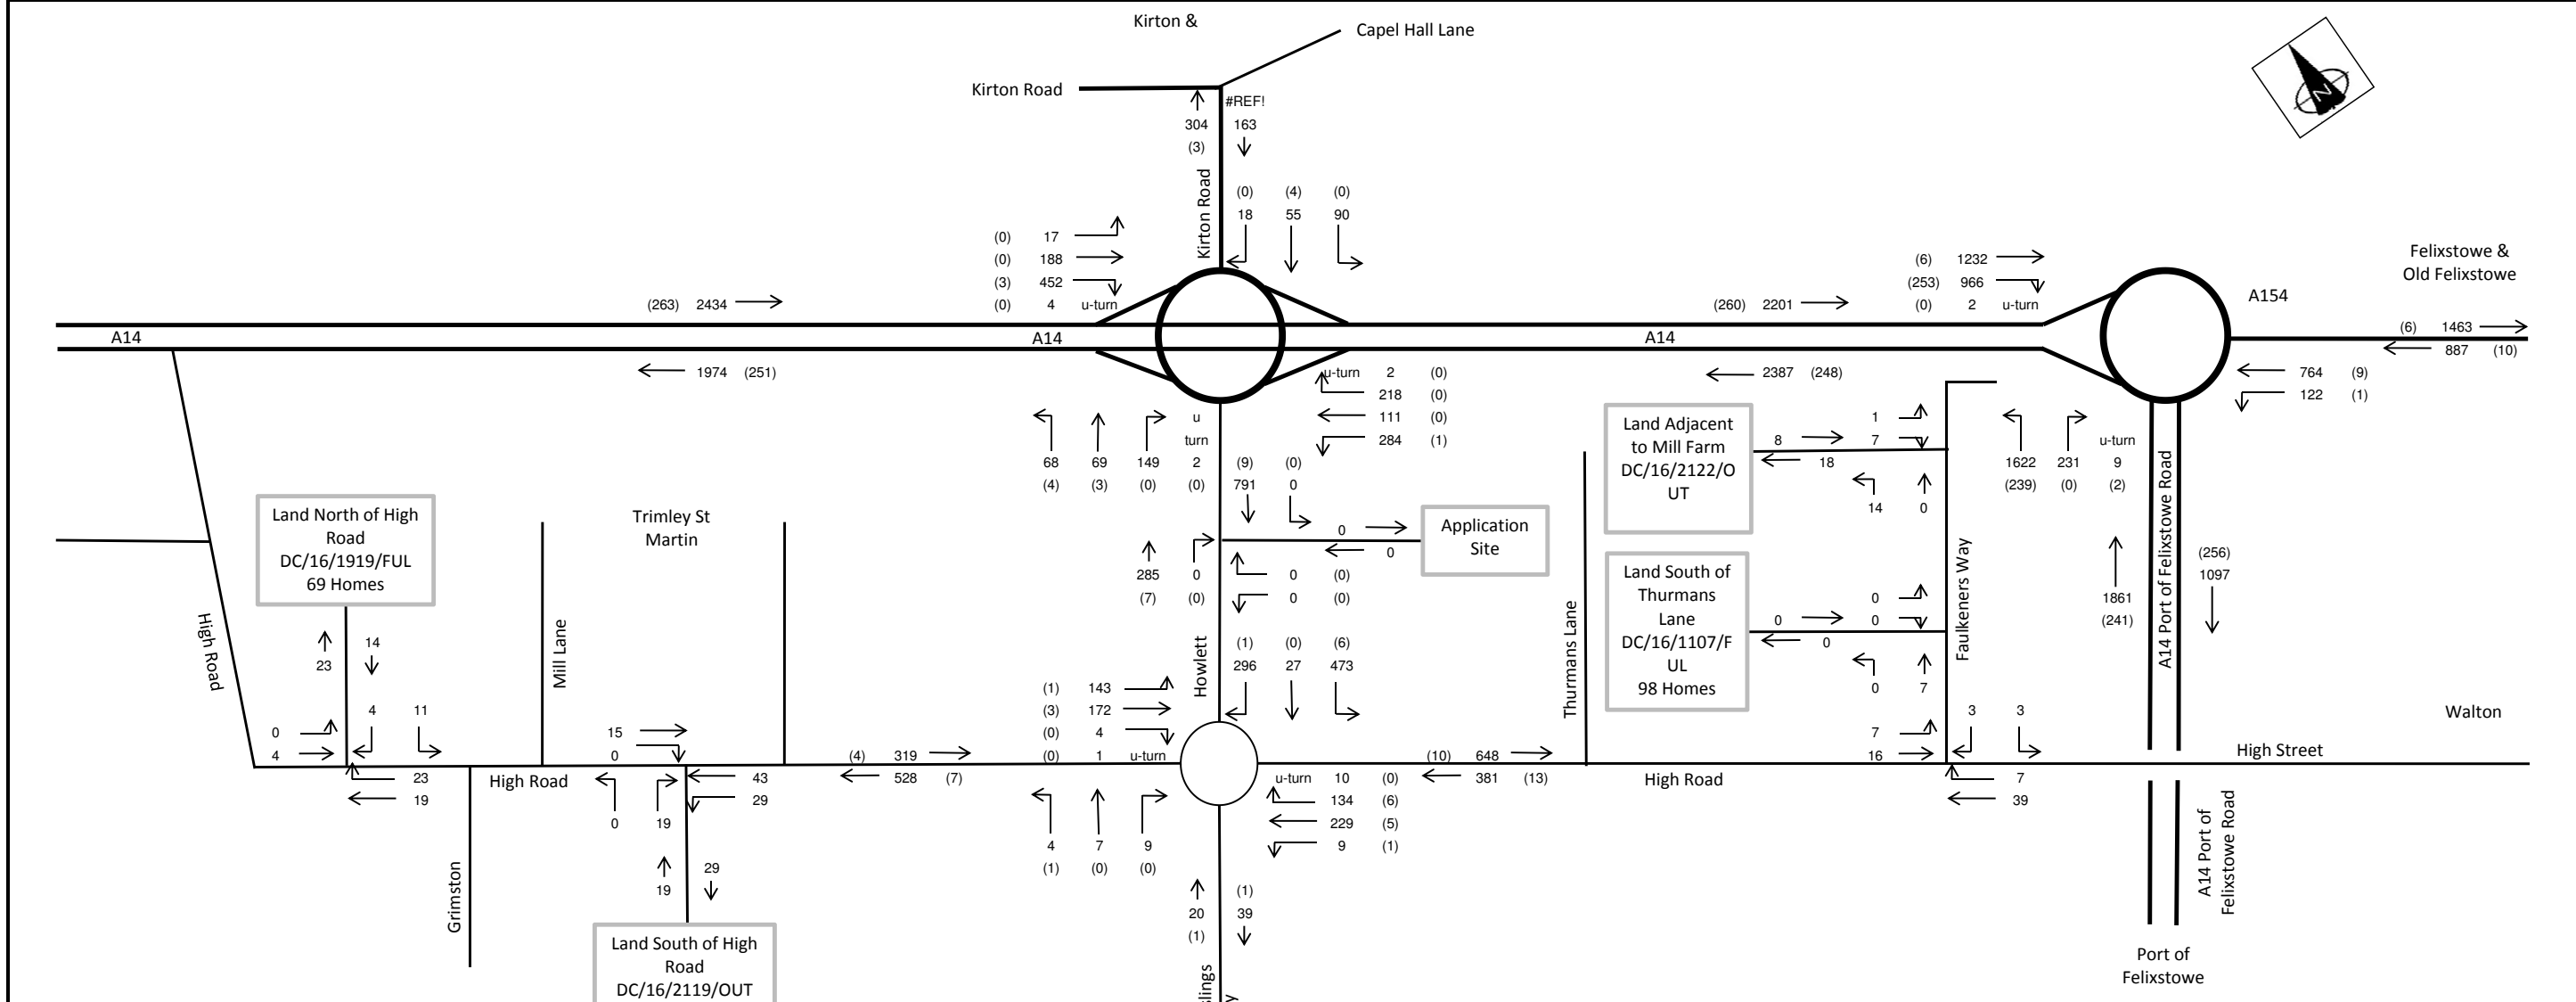 Kirton &
Capel Hall Lane
Kirton Road
#REF!
304 163
(3)
Kirton Road
(0) (4) (0)
18 55 90
(0) 17
(0) 188
(3) 452
(0) 4 u-turn
(263) 2434
A14
A14
A14
1974 (251)
(260) 2201
2387 (248)
(6) 1232
(253) 966
(0) 2 u-turn
Felixstowe &
Old Felixstowe
A154
(6) 1463
887 (10)
764 (9)
122 (1)
N
u-turn 2 (0)
218 (0)
111 (0)
284 (1)
u
turn
68 69 149 2
(4) (3) (0) (0)
(9) (0)
791 0
Land Adjacent
to Mill Farm
DC/16/2122/O
UT
8
18
1
7
14 0
u-turn
1622 231 9
(239) (0) (2)
A14 Port of Felixstowe Road
(256)
1097
1861
(241)
Land North of High
Road
DC/16/1919/FUL
69 Homes
Trimley St
Martin
Application
Site
0
0
285 0
(7) (0)
0 (0)
0 (0)
Land South of
Thurmans
Lane
DC/16/1107/F
UL
98 Homes
0
0
0
0
0 7
Faulkeners Way
Thurmans Lane
High Road
14
23
Mill Lane
4 11
0
4
23
19
High Road
15
0
43
29
0 19
29
19
Grimston
Land South of High
Road
DC/16/2119/OUT
(4) 319
528 (7)
Howlett
(1) (0) (6)
296 27 473
(1) 143
(3) 172
(0) 4
(0) 1 u-turn
u-turn 10 (0)
134 (6)
229 (5)
9 (1)
4 7 9
(1) (0) (0)
(1)
20 39
(1)
(10) 648
381 (13)
High Road
7
16
3 3
7
39
Walton
High Street
A14 Port of
Felixstowe Road
Port of
Felixstowe